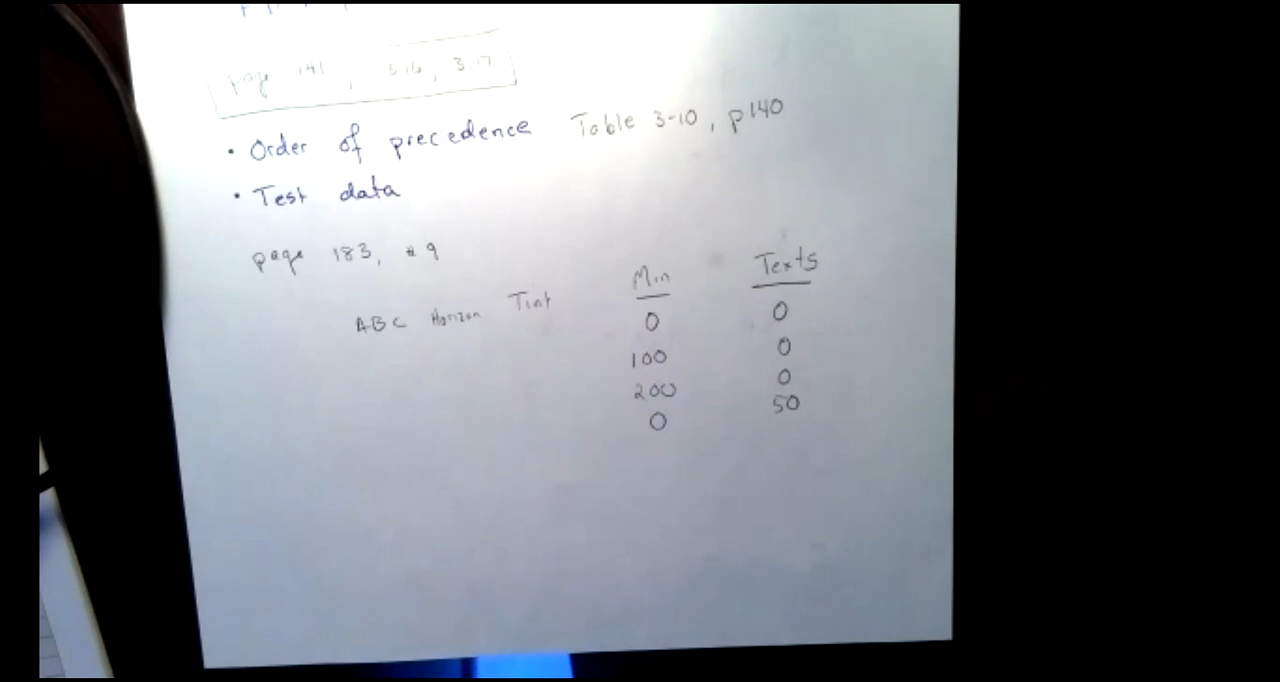 page 141, 3.16, 3.17
• Order of precedence Table 3-10, p140
• Test data
page 183, #9
Min Texts
ABC Horizon Tint
0 0
100 0
200 0
0 50